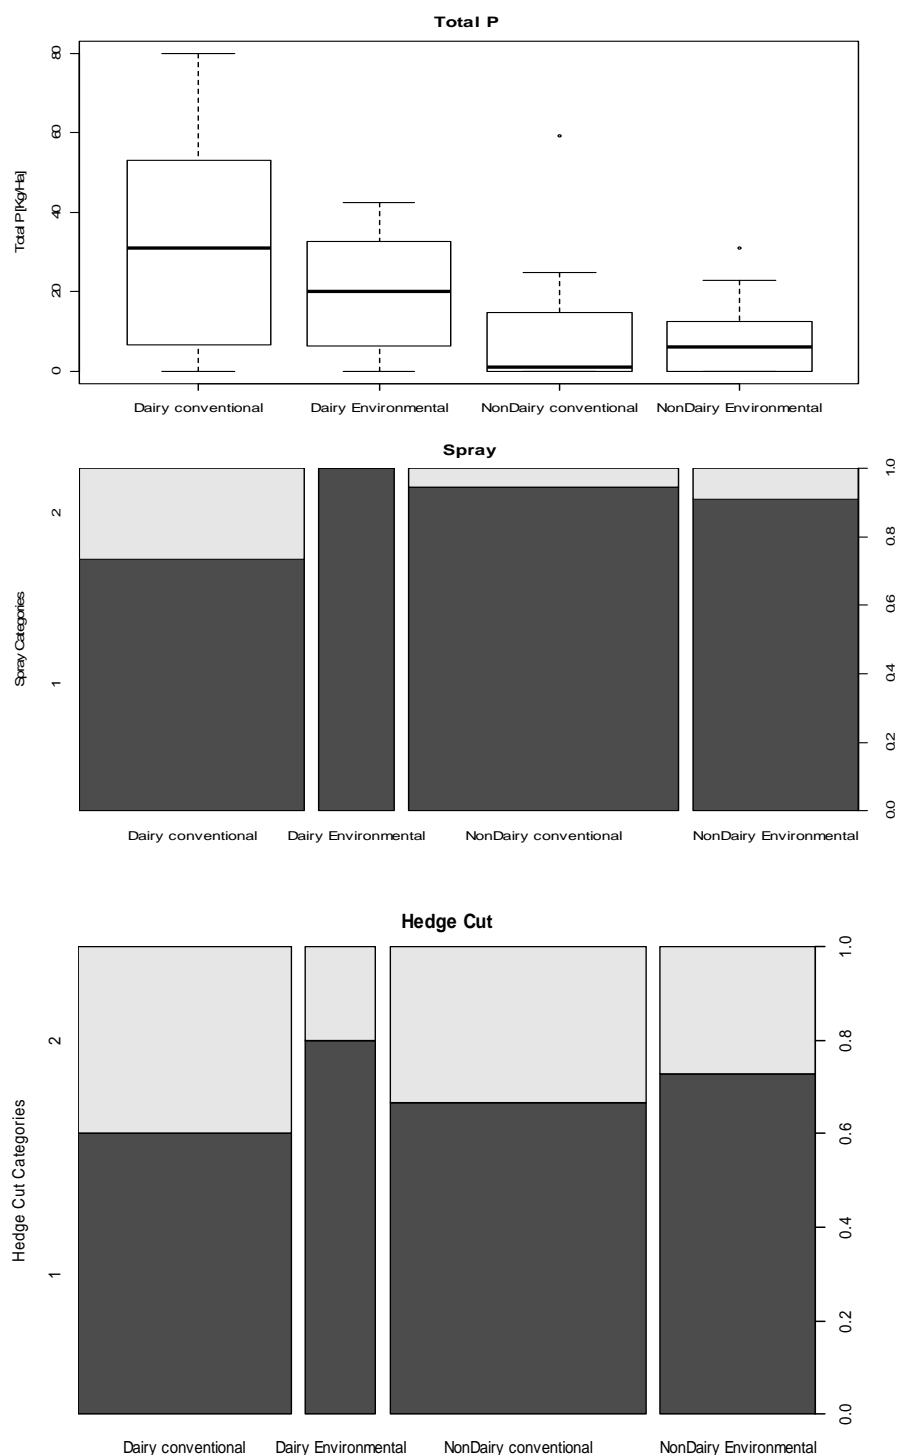 Total P
Total P[Kg/Ha]
80
60
40
20
0
Dairy conventional Dairy Environmental NonDairy conventional NonDairy Environmental
Spray
Spray Categories
2
1
1.0
0.8
0.6
0.4
0.2
0.0
Dairy conventional Dairy Environmental NonDairy conventional NonDairy Environmental
Hedge Cut
Hedge Cut Categories
2
1
1.0
0.8
0.6
0.4
0.2
0.0
Dairy conventional Dairy Environmental NonDairy conventional NonDairy Environmental